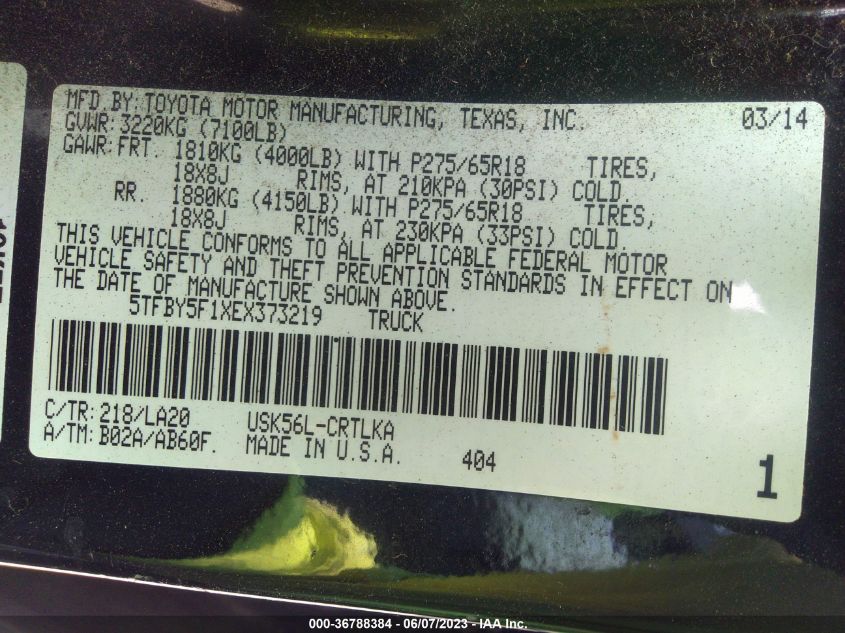 MFD.BY:TOYOTA MOTOR MANUFACTURING, TEXAS, INC. 03/14
GVWR:3220KG (7100LB)
GAWR:FRT. 1810KG (4000LB) WITH P275/65R18 TIRES,
18X8J RIMS, AT 210KPA (30PSI) COLD.
RR. 1880KG (4150LB) WITH P275/65R18 TIRES,
18X8J RIMS, AT 230KPA (33PSI) COLD.
THIS VEHICLE CONFORMS TO ALL APPLICABLE FEDERAL MOTOR
VEHICLE SAFETY AND THEFT PREVENTION STANDARDS IN EFFECT ON
THE DATE OF MANUFACTURE SHOWN ABOVE.
5TFBY5F1XEX373219 TRUCK
C/TR:218/LA20 USK56L-CRTLKA
A/TM:B02A/AB60F. MADE IN U.S.A. 404
1
000-36788384 - 06/07/2023 - IAA Inc.